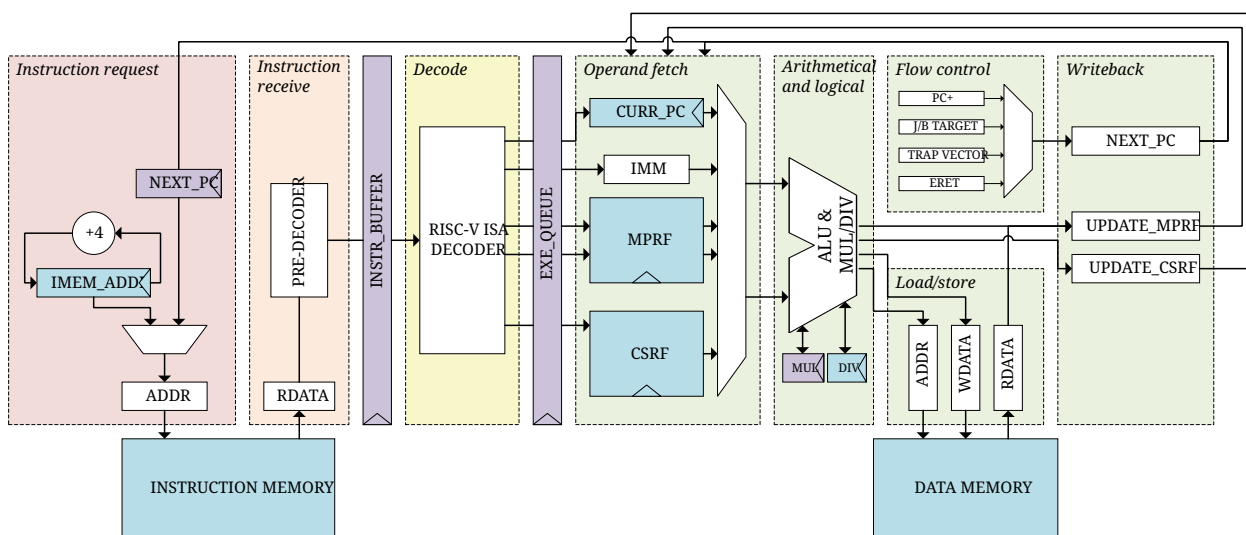 Instruction request
Instruction
receive
Decode
Operand fetch
Arithmetical
and logical
Flow control
Writeback
PC+
J/B TARGET
TRAP VECTOR
ERET
NEXT_PC
+4
IMEM_ADD
ADDR
INSTRUCTION MEMORY
PRE-DECODER
RDATA
INSTR_BUFFER
RISC-V ISA
DECODER
EXE_QUEUE
CURR_PC
IMM
MPRF
CSRF
ALU &
MUL/DIV
MUL
DIV
Load/store
ADDR
WDATA
RDATA
DATA MEMORY
NEXT_PC
UPDATE_MPRF
UPDATE_CSRF